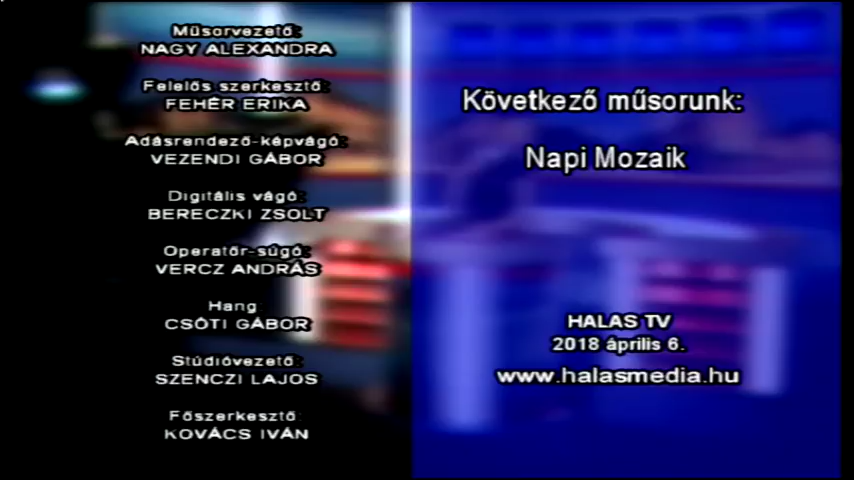 Műsorvezető:
NAGY ALEXANDRA
Felelős szerkesztő:
FEHÉR ERIKA
Adásrendező-képvágó:
VEZENDI GÁBOR
Digitális vágó:
BERECZKI ZSOLT
Operatőr-súgó:
VERCZ ANDRÁS
Hang:
CSŐTI GÁBOR
Stúdióvezető:
SZENCZI LAJOS
Főszerkesztő:
KOVÁCS IVÁN
Következő műsorunk:
Napi Mozaik
HALAS TV
2018 április 6.
www.halasmedia.hu